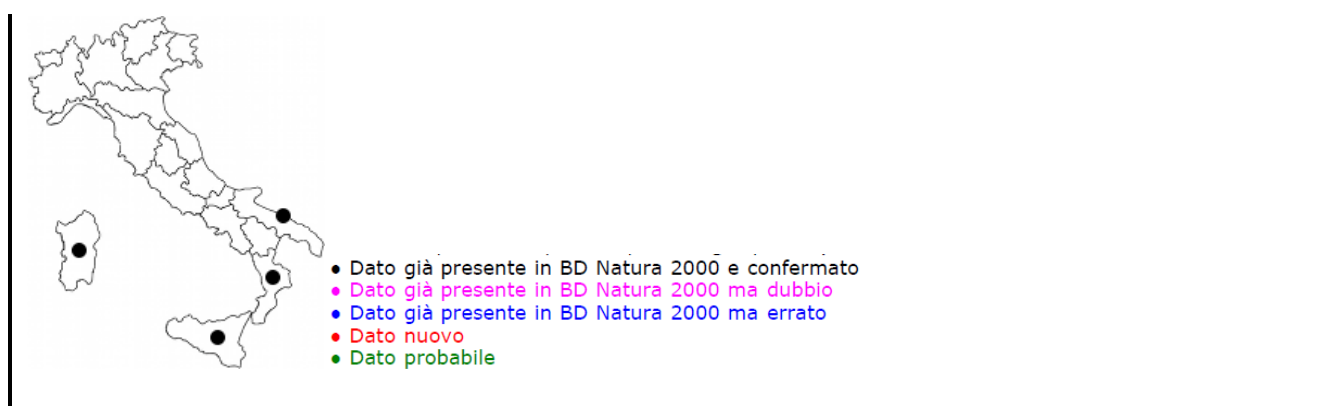 ● Dato già presente in BD Natura 2000 e confermato
● Dato già presente in BD Natura 2000 ma dubbio
● Dato già presente in BD Natura 2000 ma errato
● Dato nuovo
● Dato probabile